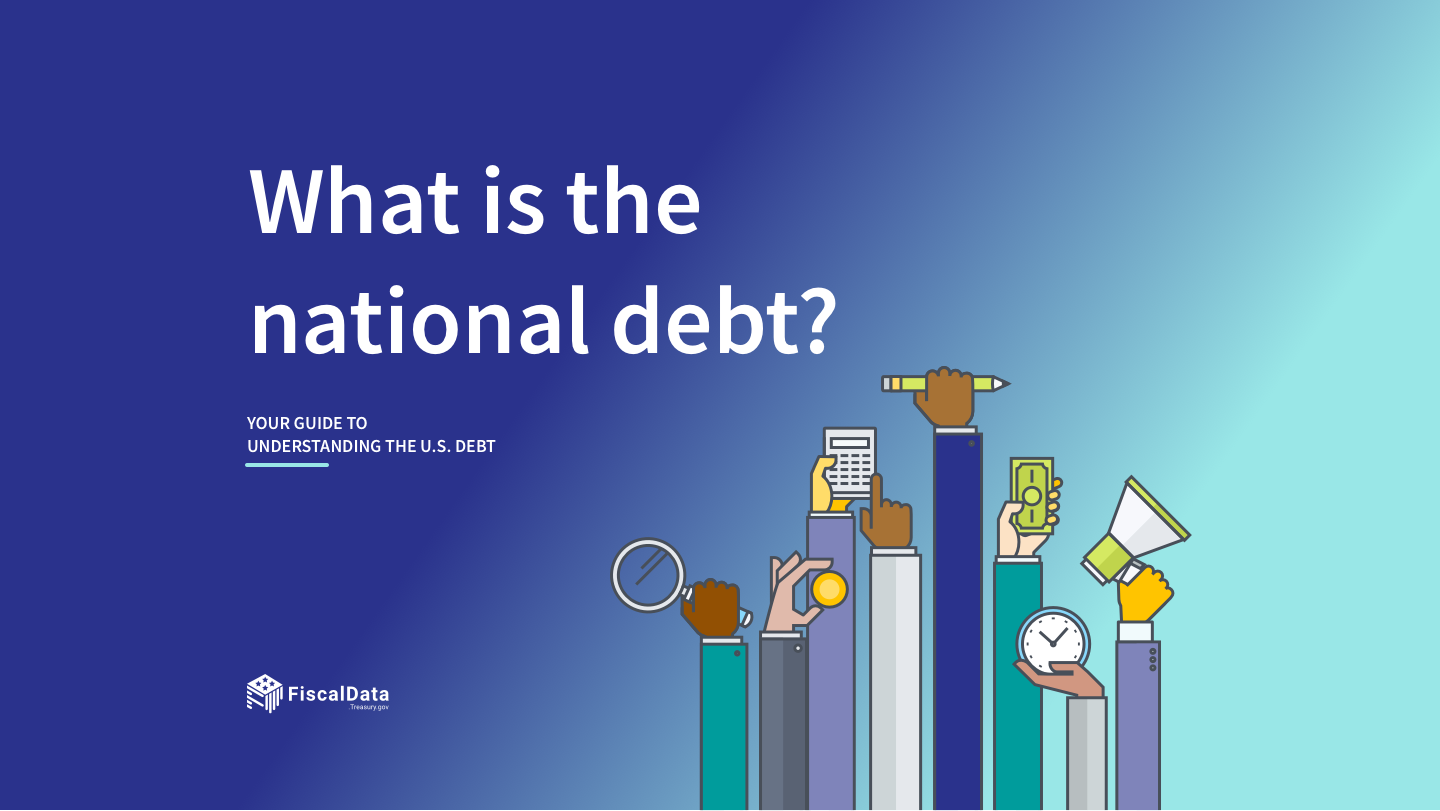 What is the
national debt?
YOUR GUIDE TO
UNDERSTANDING THE U.S. DEBT
FiscalData
.Treasury.gov